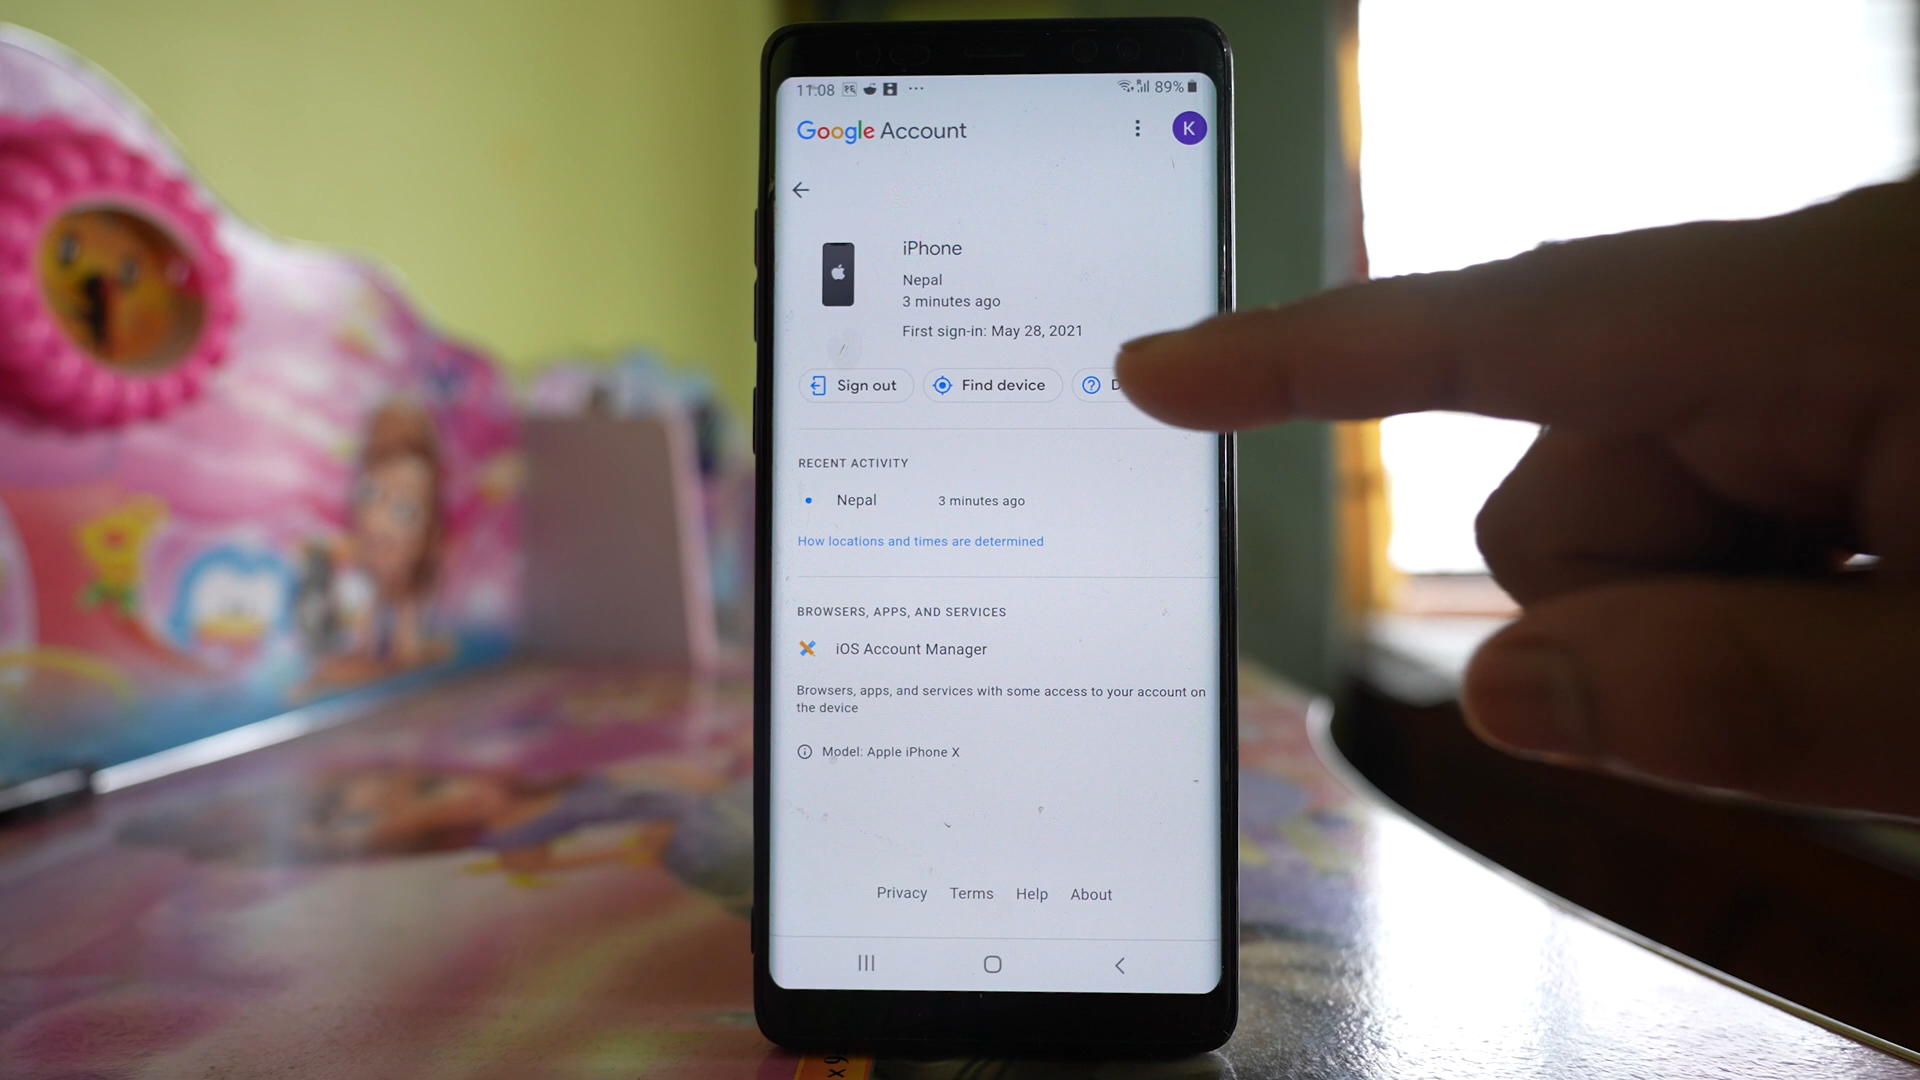 11:08 89%
Google Account K
iPhone
Nepal
3 minutes ago
First sign-in: May 28, 2021
Sign out Find device D
RECENT ACTIVITY
Nepal 3 minutes ago
How locations and times are determined
BROWSERS, APPS, AND SERVICES
iOS Account Manager
Browsers, apps, and services with some access to your account on
the device
Model: Apple iPhone X
Privacy Terms Help About